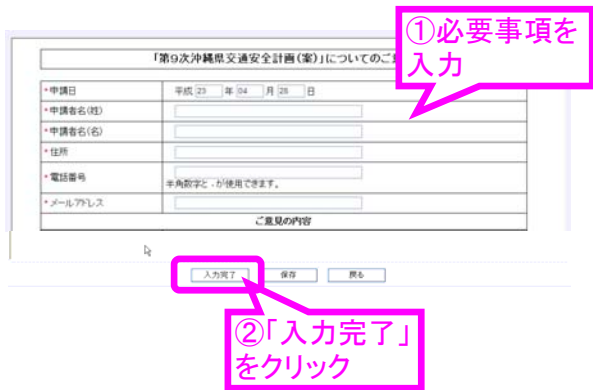 ①必要事項を
入力
「第9次沖縄県交通安全計画(案)」についてのご
*申請日 平成 23 年 04 月 28 日
*申請者名(姓)
*申請者名(名)
*住所
*電話番号
半角数字と - が使用できます。
*メールアドレス
ご意見の内容
入力完了 保存 戻る
②「入力完了」
をクリック